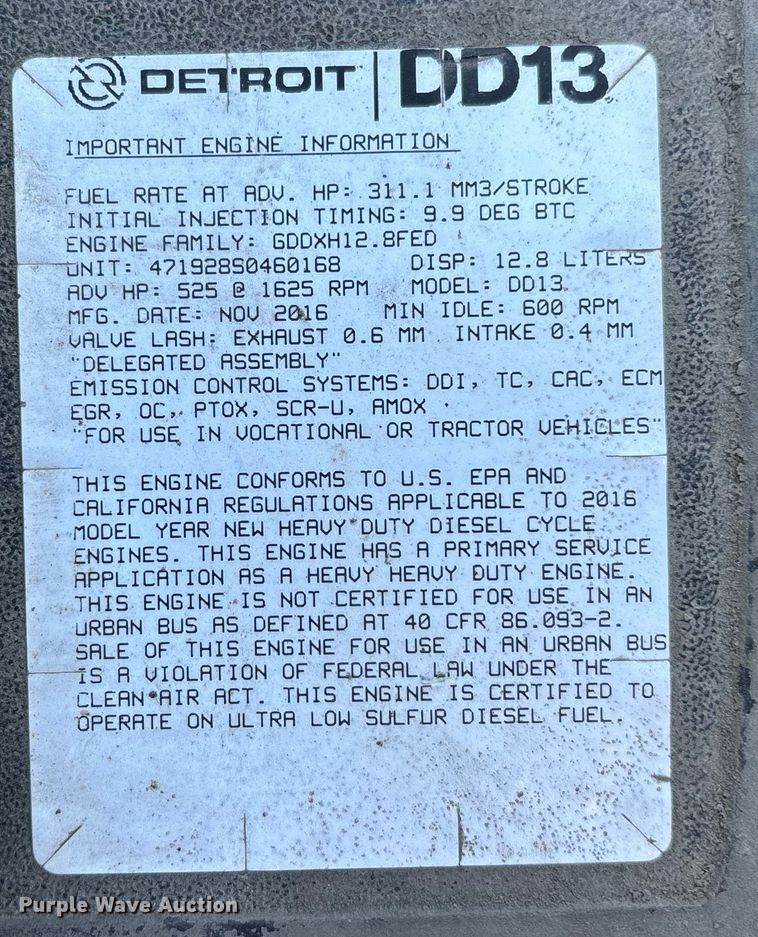 DETROIT DD13
IMPORTANT ENGINE INFORMATION
FUEL RATE AT ADV. HP: 311.1 MM3/STROKE
INITIAL INJECTION TIMING: 9.9 DEG BTC
ENGINE FAMILY: GDDXH12.8FED
UNIT: 471928S0460168 DISP: 12.8 LITERS
ADV HP: 525 @ 1625 RPM MODEL: DD13
MFG. DATE: NOV 2016 MIN IDLE: 600 RPM
VALVE LASH: EXHAUST 0.6 MM INTAKE 0.4 MM
"DELEGATED ASSEMBLY"
EMISSION CONTROL SYSTEMS: DDI, TC, CAC, ECM
EGR, OC, PTOX, SCR-U, AMOX
"FOR USE IN VOCATIONAL OR TRACTOR VEHICLES"
THIS ENGINE CONFORMS TO U.S. EPA AND
CALIFORNIA REGULATIONS APPLICABLE TO 2016
MODEL YEAR NEW HEAVY DUTY DIESEL CYCLE
ENGINES. THIS ENGINE HAS A PRIMARY SERVICE
APPLICATION AS A HEAVY HEAVY DUTY ENGINE.
THIS ENGINE IS NOT CERTIFIED FOR USE IN AN
URBAN BUS AS DEFINED AT 40 CFR 86.093-2.
SALE OF THIS ENGINE FOR USE IN AN URBAN BUS
IS A VIOLATION OF FEDERAL LAW UNDER THE
CLEAN AIR ACT. THIS ENGINE IS CERTIFIED TO
OPERATE ON ULTRA LOW SULFUR DIESEL FUEL.
Purple Wave Auction